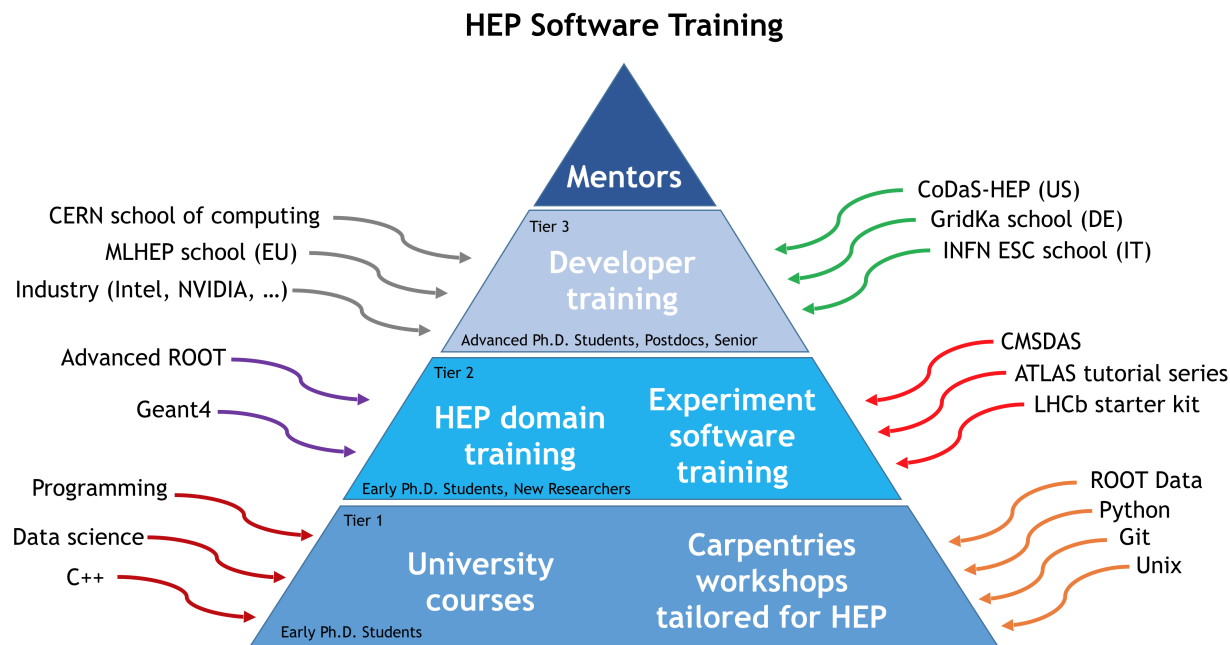 HEP Software Training
Mentors
CERN school of computing
MLHEP school (EU)
Industry (Intel, NVIDIA, ...)
Tier 3
Developer
training
Advanced Ph.D. Students, Postdocs, Senior
CoDaS-HEP (US)
GridKa school (DE)
INFN ESC school (IT)
Advanced ROOT
Geant4
Tier 2
HEP domain
training
Experiment
software
training
Early Ph.D. Students, New Researchers
CMSDAS
ATLAS tutorial series
LHCb starter kit
Programming
Data science
C++
Tier 1
University
courses
Carpentries
workshops
tailored for HEP
Early Ph.D. Students
ROOT Data
Python
Git
Unix